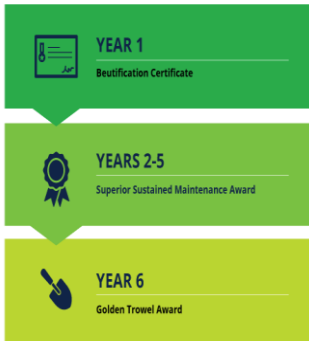 YEAR 1
Beutification Certificate
YEARS 2-5
Superior Sustained Maintenance Award
YEAR 6
Golden Trowel Award